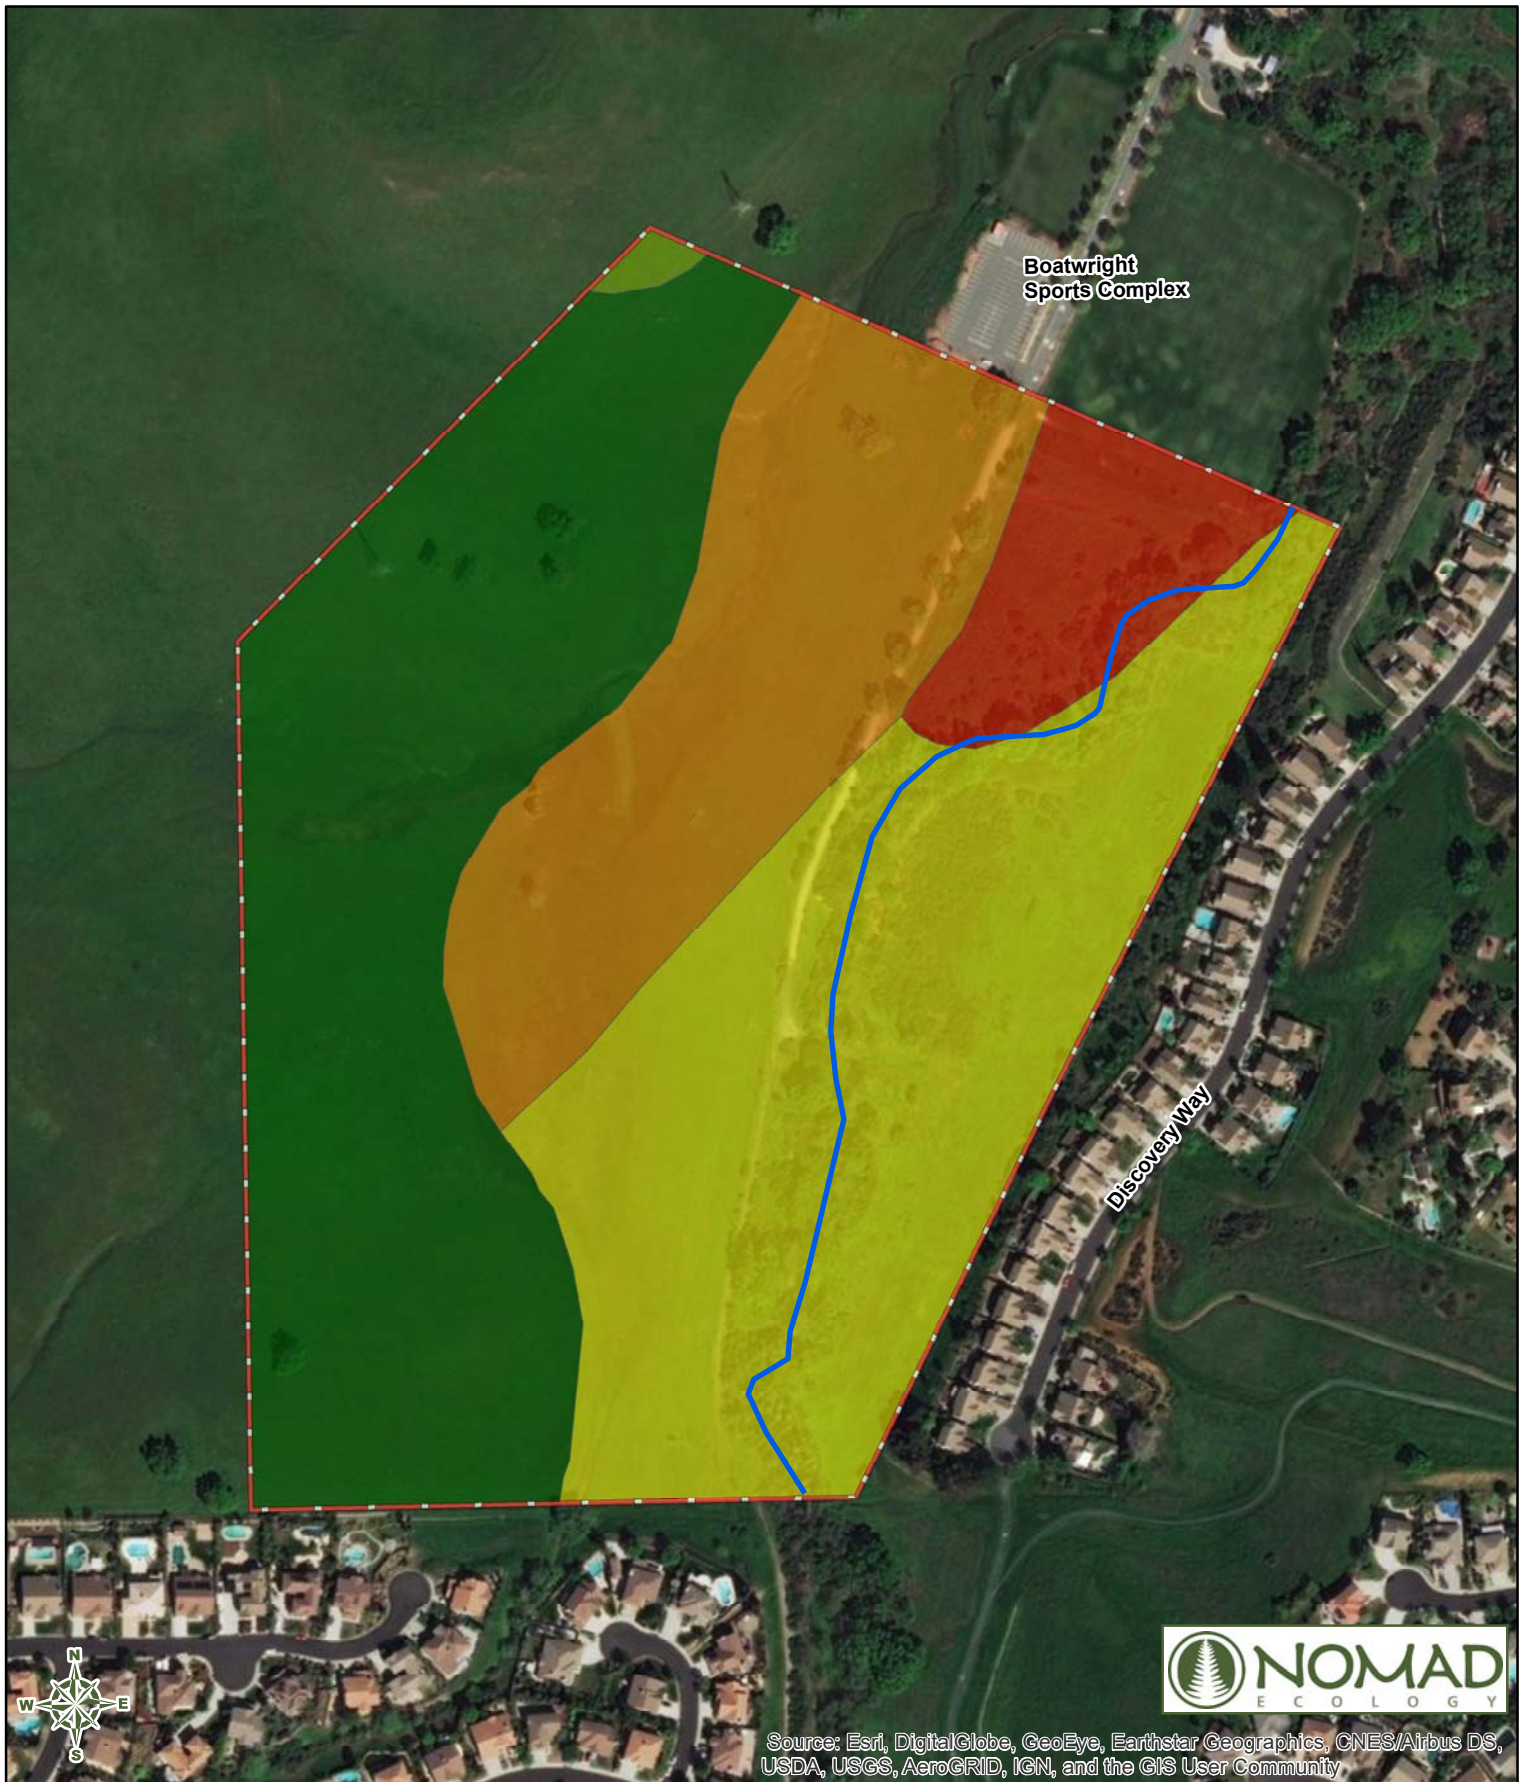 Boatwright
Sports Complex
Discovery Way
N
W E
S
NOMAD
ECOLOGY
Source: Esri, DigitalGlobe, GeoEye, Earthstar Geographics, CNES/Airbus DS,
USDA, USGS, AeroGRID, IGN, and the GIS User Community